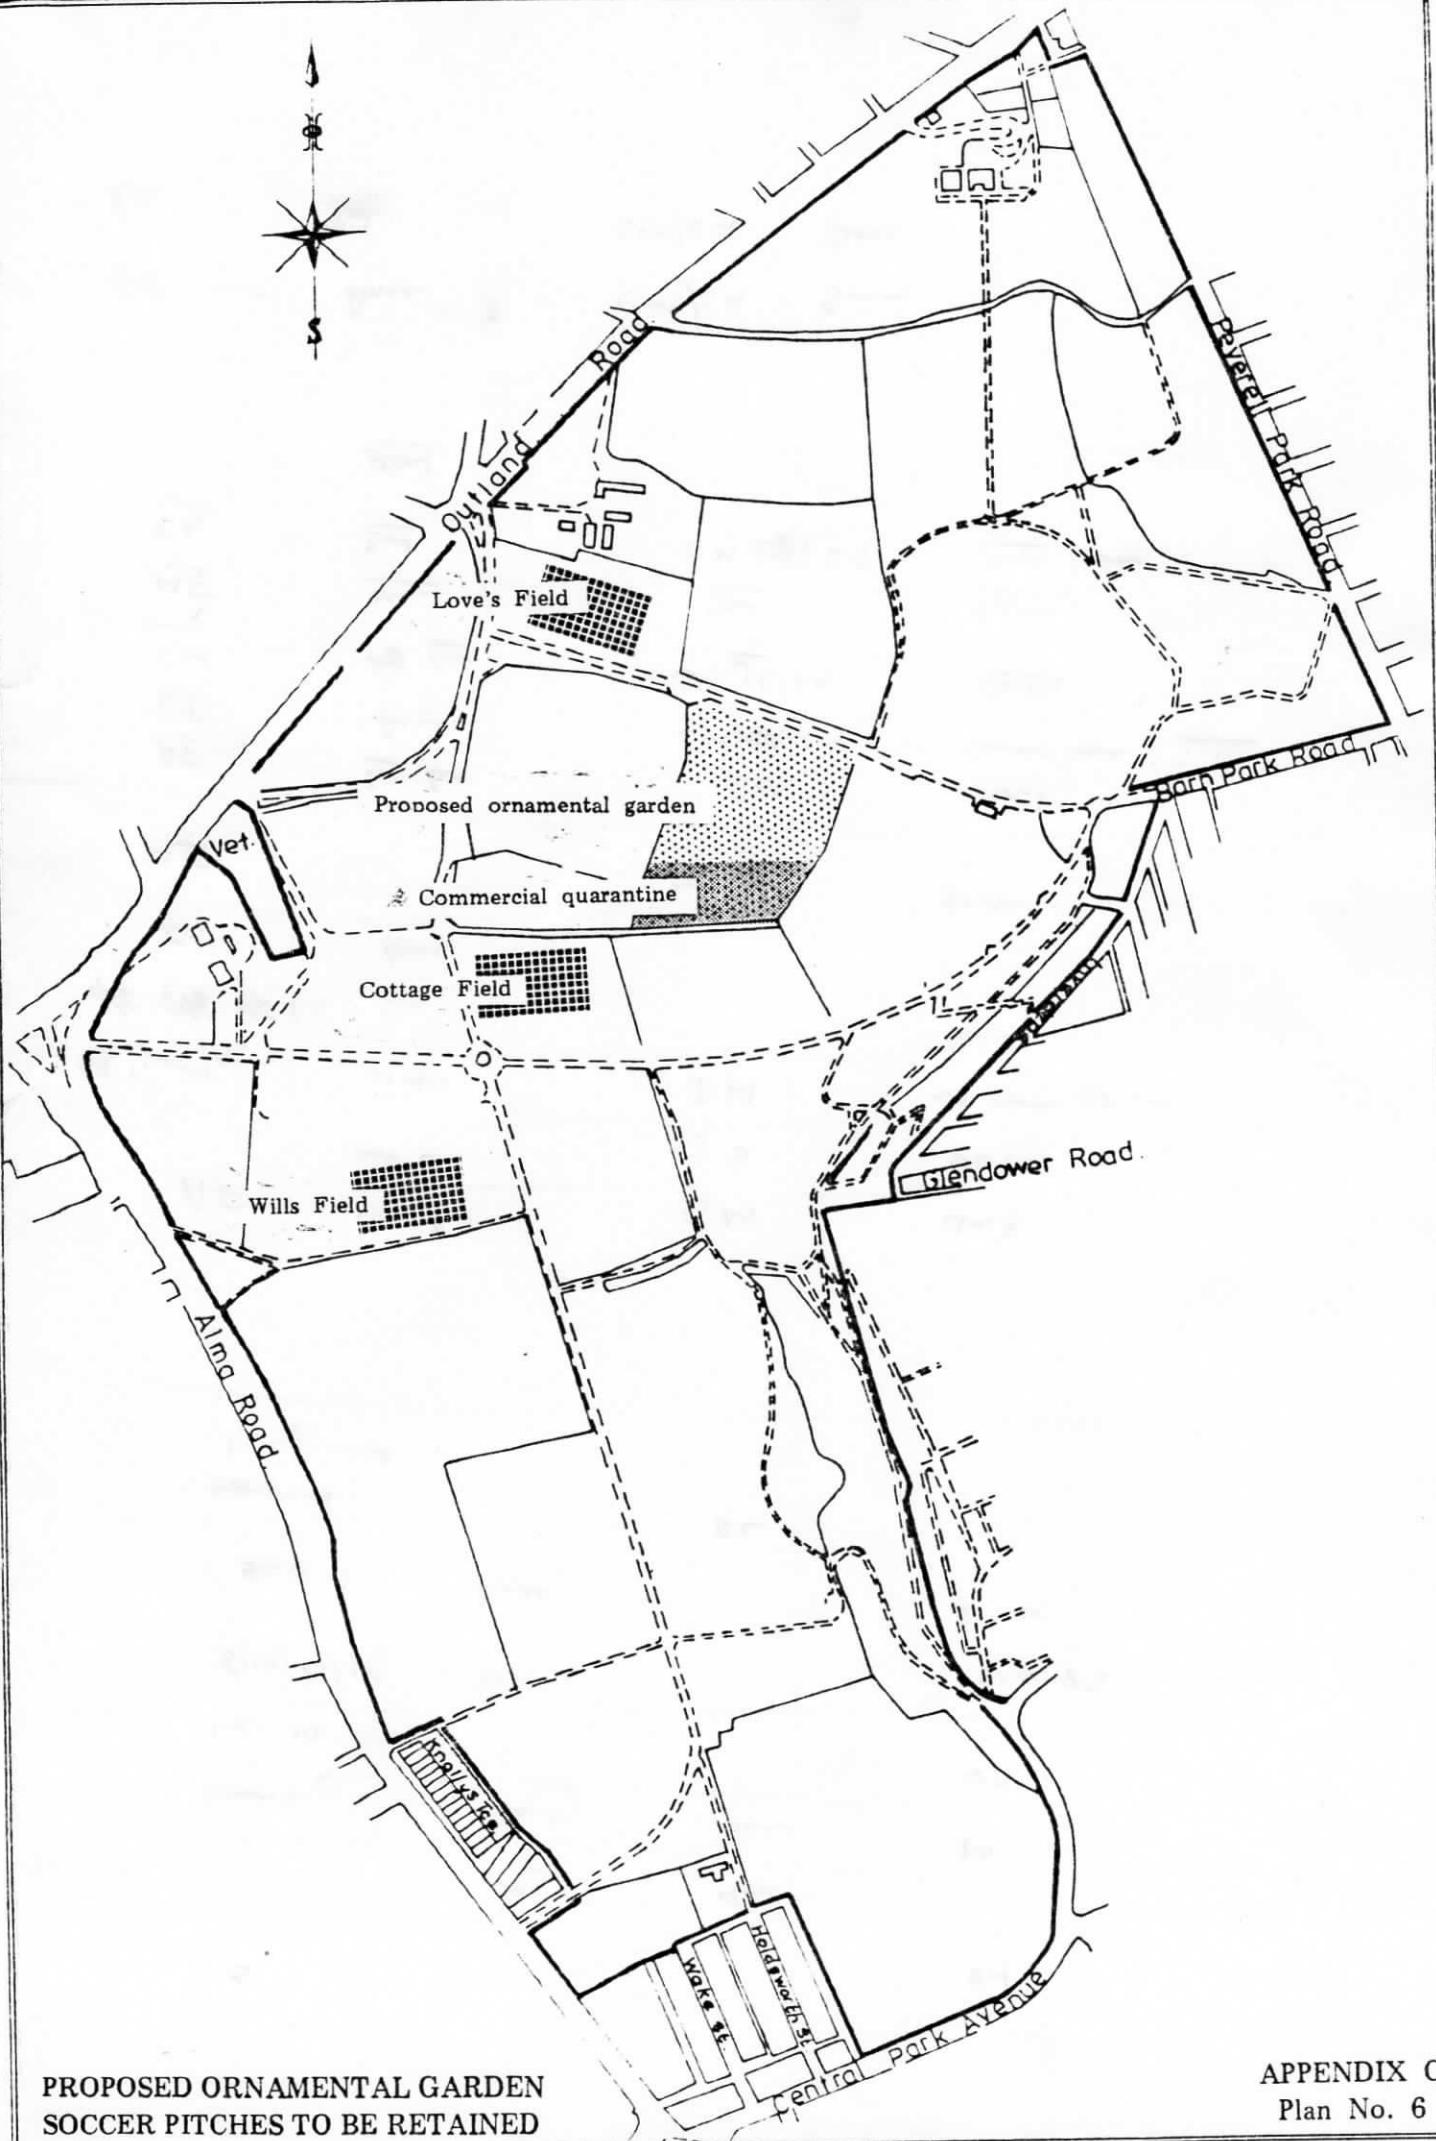 S
Outland Road
Peverell Park Road
Love's Field
Barn Park Road
Proposed ornamental garden
Vet.
Commercial quarantine
Cottage Field
Glendower Road
Wills Field
Alma Road
Knollys Tce.
Wake St.
Holdsworth St.
Central Park Avenue
PROPOSED ORNAMENTAL GARDEN
SOCCER PITCHES TO BE RETAINED
APPENDIX C
Plan No. 6